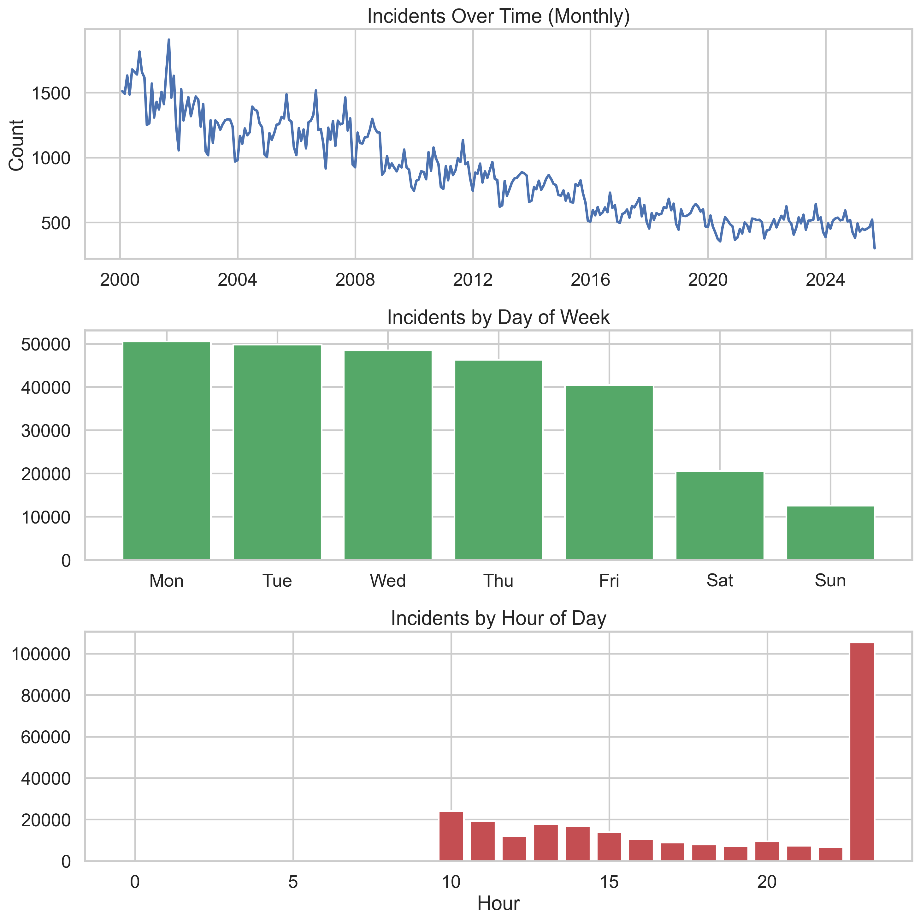 Incidents Over Time (Monthly)
Count
1500
1000
500
2000 2004 2008 2012 2016 2020 2024
Incidents by Day of Week
50000
40000
30000
20000
10000
0
Mon Tue Wed Thu Fri Sat Sun
Incidents by Hour of Day
100000
80000
60000
40000
20000
0
0 5 10 15 20
Hour